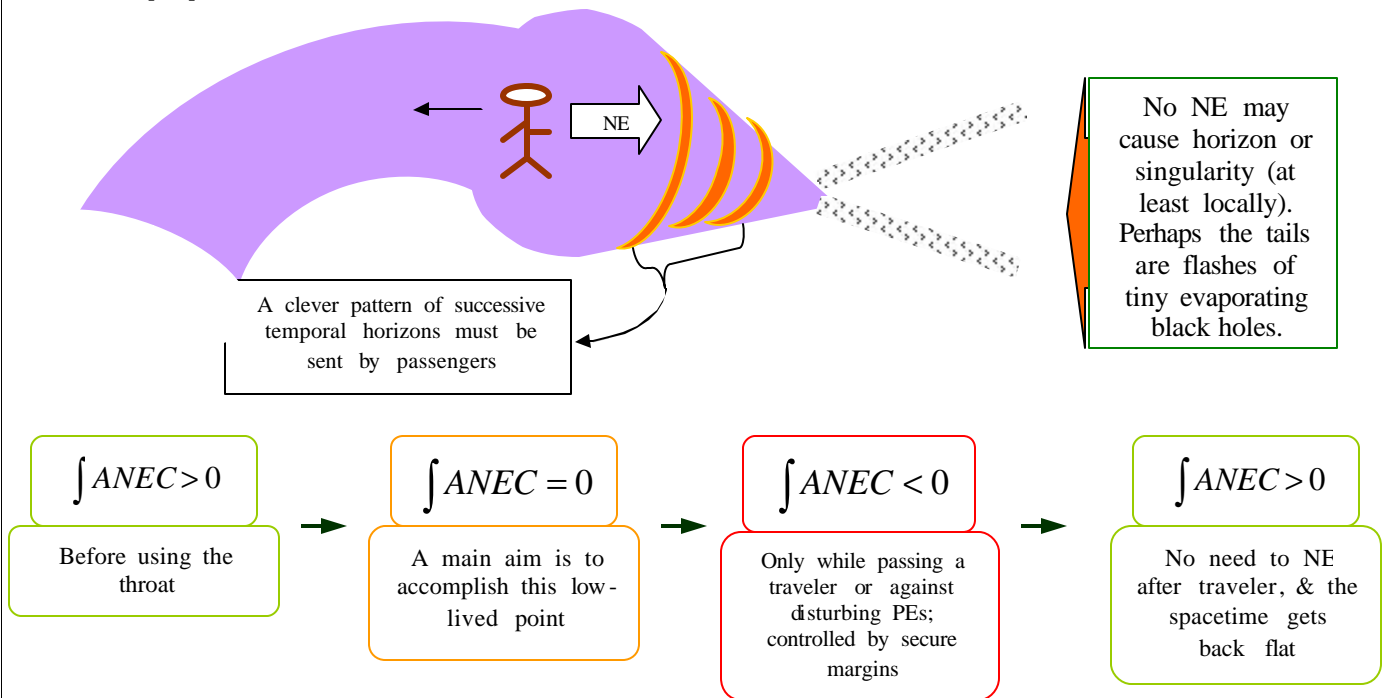 NE
No NE may
cause horizon or
singularity (at
least locally).
Perhaps the tails
are flashes of
tiny evaporating
black holes.
A clever pattern of successive
temporal horizons must be
sent by passengers
∫ANEC > 0
Before using the
throat
∫ANEC = 0
A main aim is to
accomplish this low-
lived point
∫ANEC < 0
Only while passing a
traveler or against
disturbing PEs;
controlled by secure
margins
∫ANEC > 0
No need to NE
after traveler, & the
spacetime gets
back flat